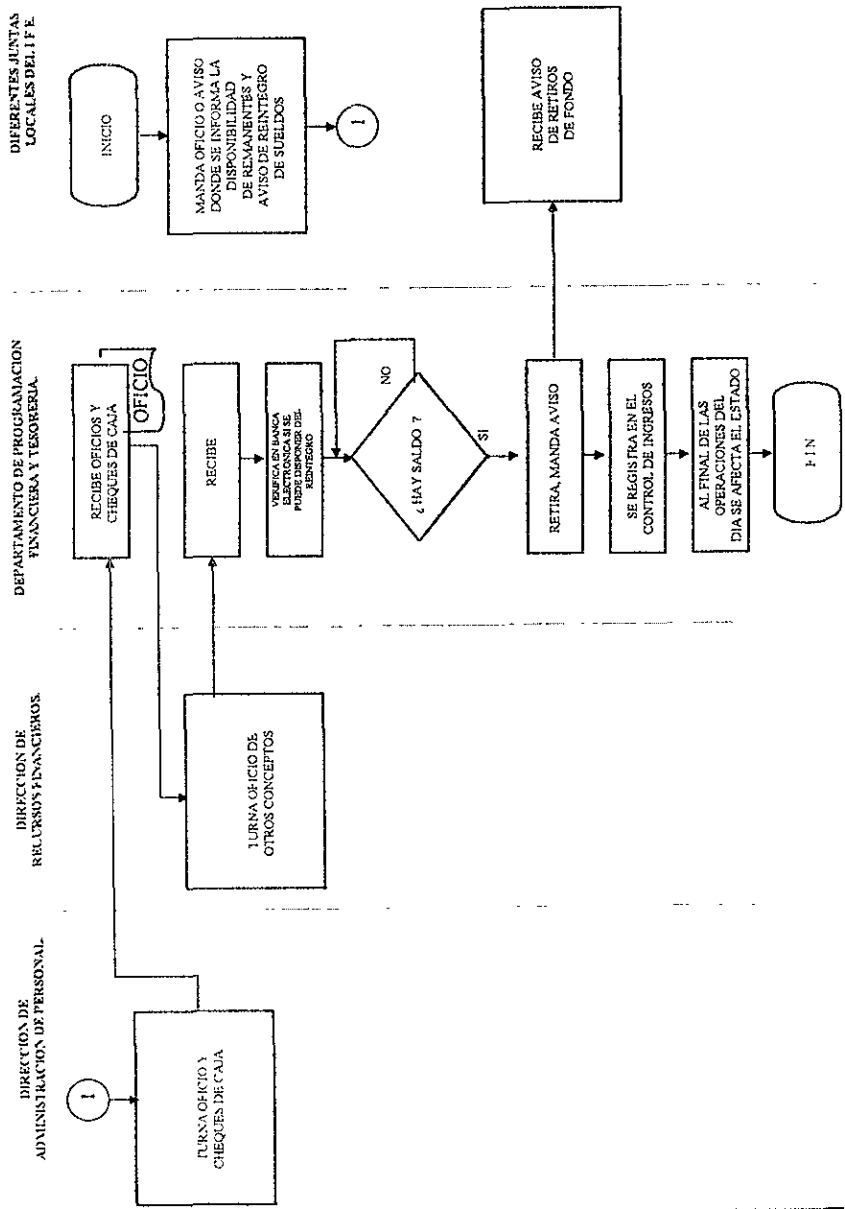 DIRECCION DE
ADMINISTRACION DE PERSONAL.
DIRECCION DE
RECURSOS FINANCIEROS.
DEPARTAMENTO DE PROGRAMACION
FINANCIERA Y TESORERIA.
DIFERENTES JUNTAS
LOCALES DEL I F E.
INICIO
MANDA OFICIO O AVISO
DONDE SE INFORMA LA
DISPONIBILIDAD
DE REMANENTES Y
AVISO DE REINTEGRO
DE SUELDOS
1
1
TURNA OFICIO Y
CHEQUES DE CAJA
RECIBE OFICIOS Y
CHEQUES DE CAJA
OFICIO
TURNA OFICIO DE
OTROS CONCEPTOS
RECIBE
VERIFICA EN BANCA
ELECTRONICA SI SE
PUEDE DISPONER DEL
REINTEGRO
¿ HAY SALDO ?
NO
SI
RETIRA, MANDA AVISO
RECIBE AVISO
DE RETIROS
DE FONDO
SE REGISTRA EN EL
CONTROL DE INGRESOS
AL FINAL DE LAS
OPERACIONES DEL
DIA SE AFECTA EL ESTADO
F I N